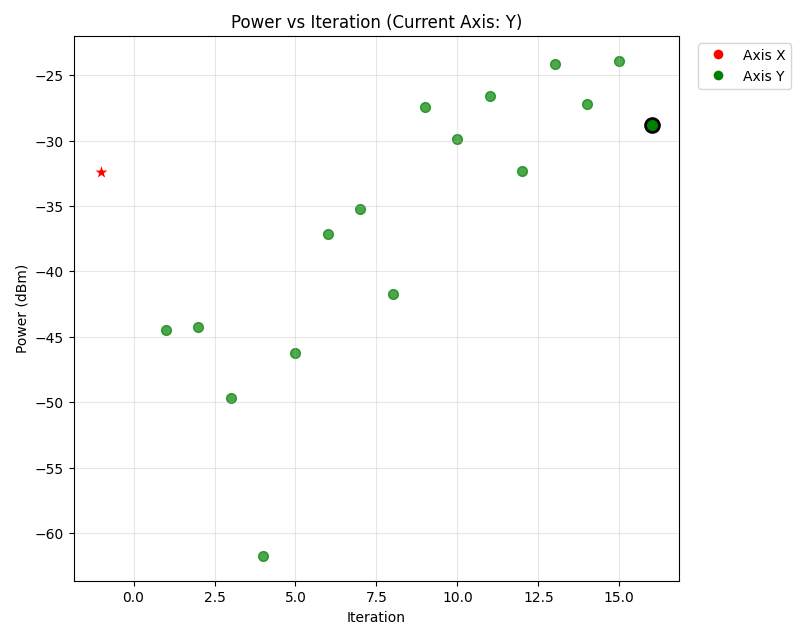 Power vs Iteration (Current Axis: Y)
Axis X
Axis Y
Power (dBm)
−25
−30
−35
−40
−45
−50
−55
−60
0.0 2.5 5.0 7.5 10.0 12.5 15.0
Iteration